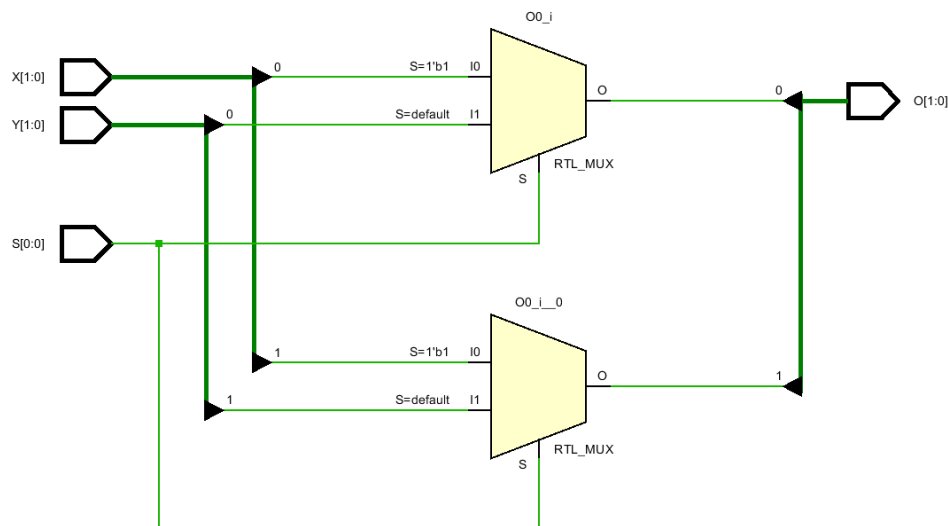 O0_i
X[1:0]
0
S=1'b1
I0
O
0
O[1:0]
Y[1:0]
0
S=default
I1
S
RTL_MUX
S[0:0]
O0_i__0
1
S=1'b1
I0
O
1
1
S=default
I1
S
RTL_MUX